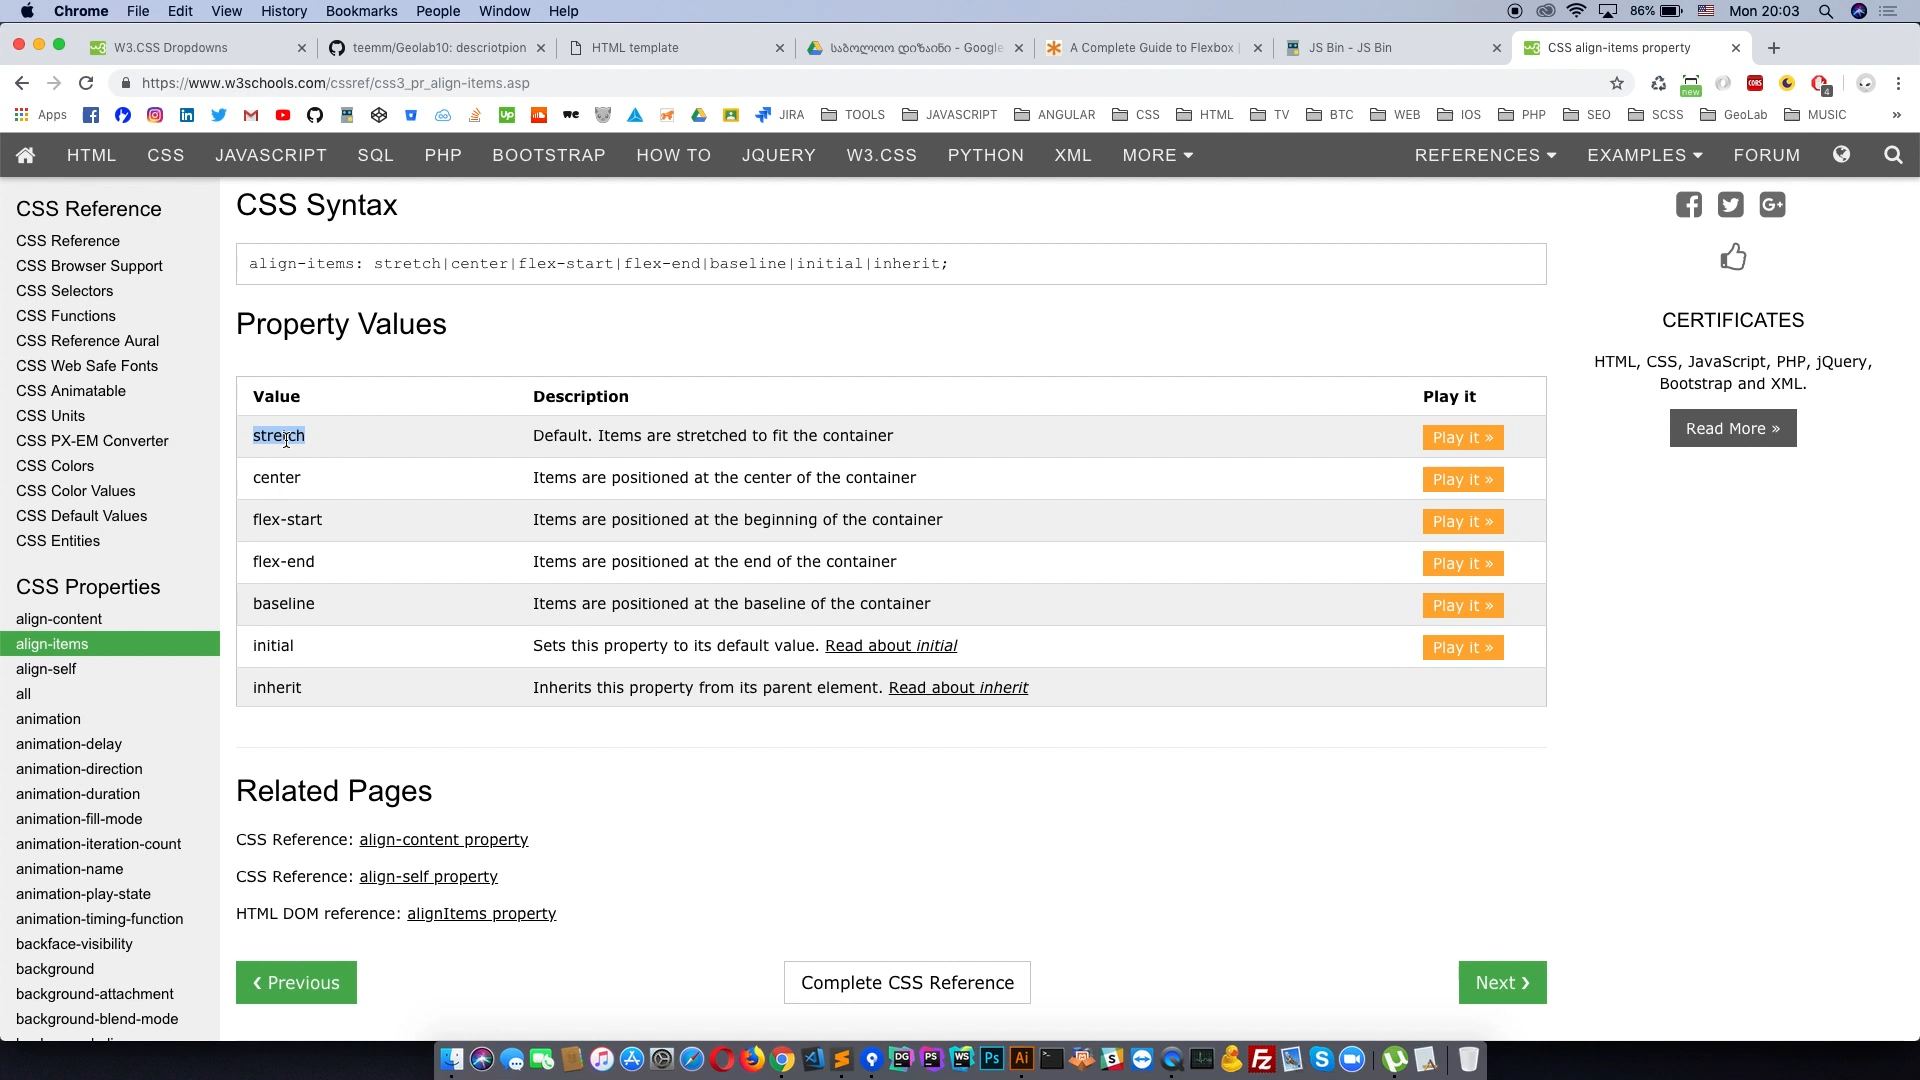 Chrome File Edit View History Bookmarks People Window Help 86% Mon 20:03
W3.CSS Dropdowns teemm/Geolab10: descriotpion HTML template საზოლოო დიზაინი - Google A Complete Guide to Flexbox | JS Bin - JS Bin CSS align-items property
https://www.w3schools.com/cssref/css3_pr_align-items.asp new CORS 4
Apps JIRA TOOLS JAVASCRIPT ANGULAR CSS HTML TV BTC WEB IOS PHP SEO SCSS GeoLab MUSIC »
HTML CSS JAVASCRIPT SQL PHP BOOTSTRAP HOW TO JQUERY W3.CSS PYTHON XML MORE REFERENCES EXAMPLES FORUM
CSS Reference
CSS Reference
CSS Browser Support
CSS Selectors
CSS Functions
CSS Reference Aural
CSS Web Safe Fonts
CSS Animatable
CSS Units
CSS PX-EM Converter
CSS Colors
CSS Color Values
CSS Default Values
CSS Entities
CSS Properties
align-content
align-items
align-self
all
animation
animation-delay
animation-direction
animation-duration
animation-fill-mode
animation-iteration-count
animation-name
animation-play-state
animation-timing-function
backface-visibility
background
background-attachment
background-blend-mode
CSS Syntax
align-items: stretch|center|flex-start|flex-end|baseline|initial|inherit;
Property Values
Value Description Play it
stretch Default. Items are stretched to fit the container Play it »
center Items are positioned at the center of the container Play it »
flex-start Items are positioned at the beginning of the container Play it »
flex-end Items are positioned at the end of the container Play it »
baseline Items are positioned at the baseline of the container Play it »
initial Sets this property to its default value. Read about initial Play it »
inherit Inherits this property from its parent element. Read about inherit
Related Pages
CSS Reference: align-content property
CSS Reference: align-self property
HTML DOM reference: alignItems property
❮ Previous Complete CSS Reference Next ❯
CERTIFICATES
HTML, CSS, JavaScript, PHP, jQuery,
Bootstrap and XML.
Read More »
DG PS WS Ps Ai